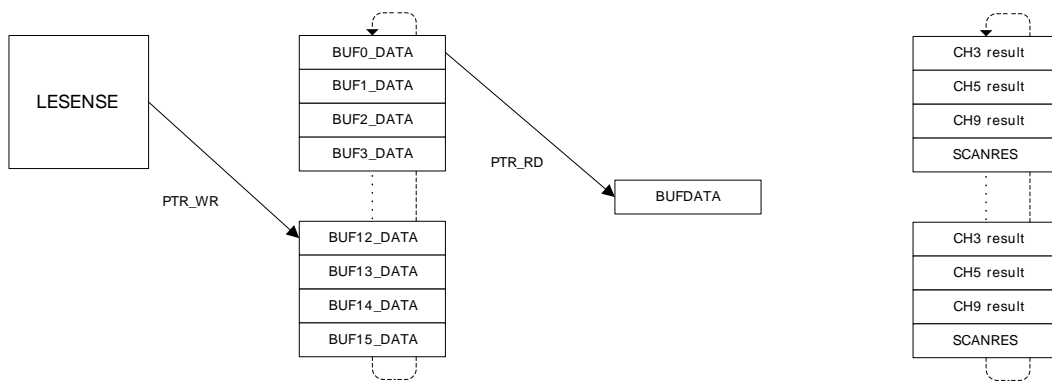 LESENSE
PTR_WR
BUF0_DATA
BUF1_DATA
BUF2_DATA
BUF3_DATA
BUF12_DATA
BUF13_DATA
BUF14_DATA
BUF15_DATA
PTR_RD
BUFDATA
CH3 result
CH5 result
CH9 result
SCANRES
CH3 result
CH5 result
CH9 result
SCANRES